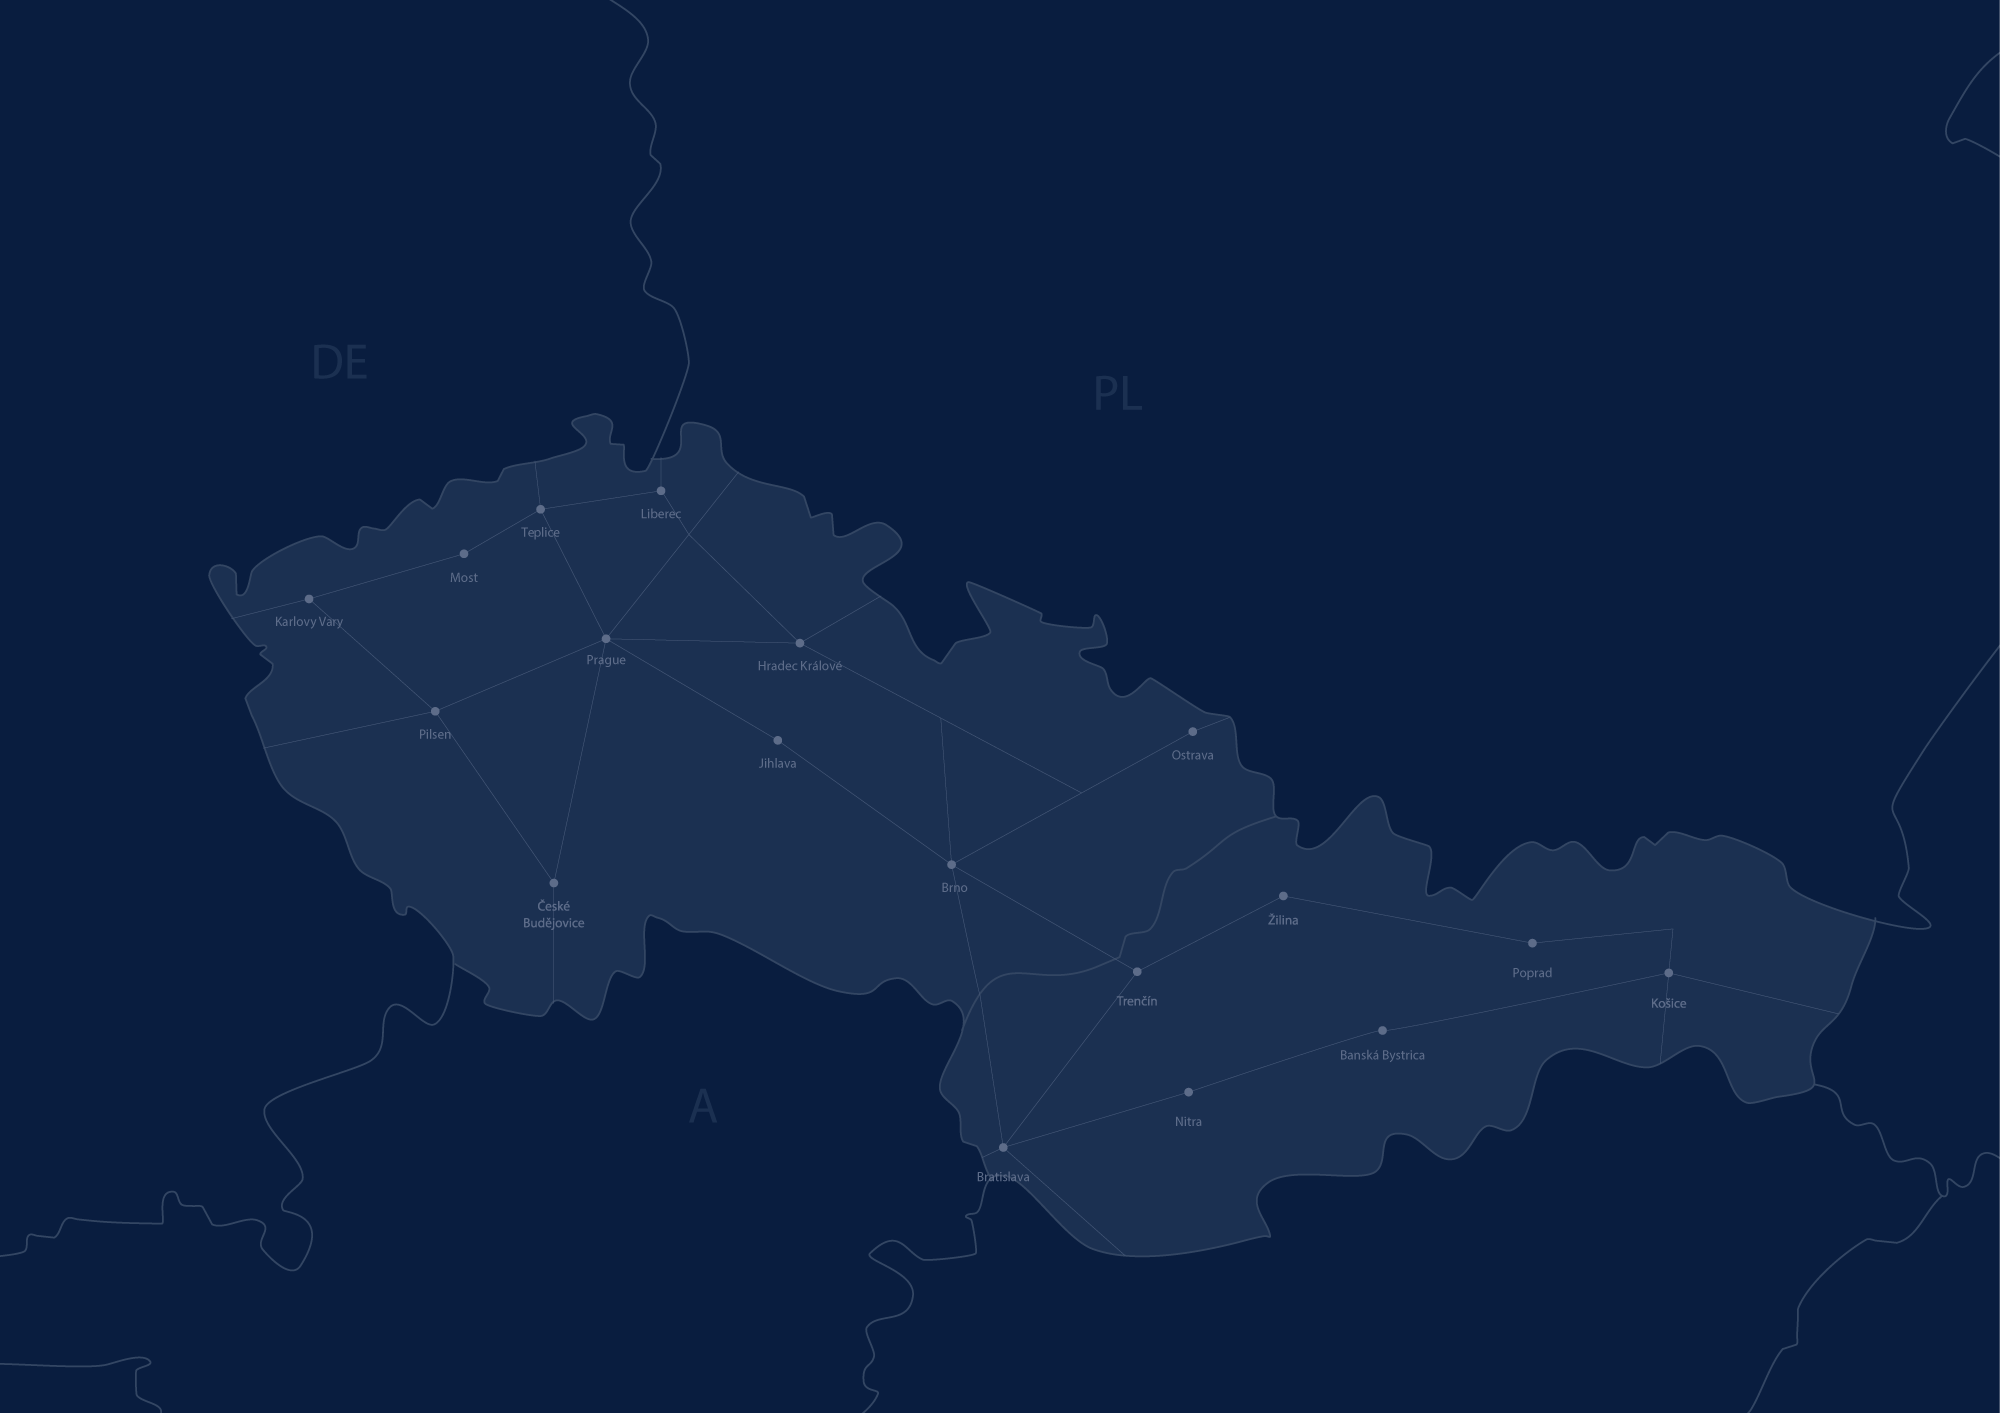 DE
PL
Liberec
Teplice
Most
Karlovy Vary
Prague
Hradec Králové
Pilsen
Jihlava
Ostrava
Brno
České
Budějovice
Žilina
Poprad
Trenčín
Košice
Banská Bystrica
A
Nitra
Bratislava